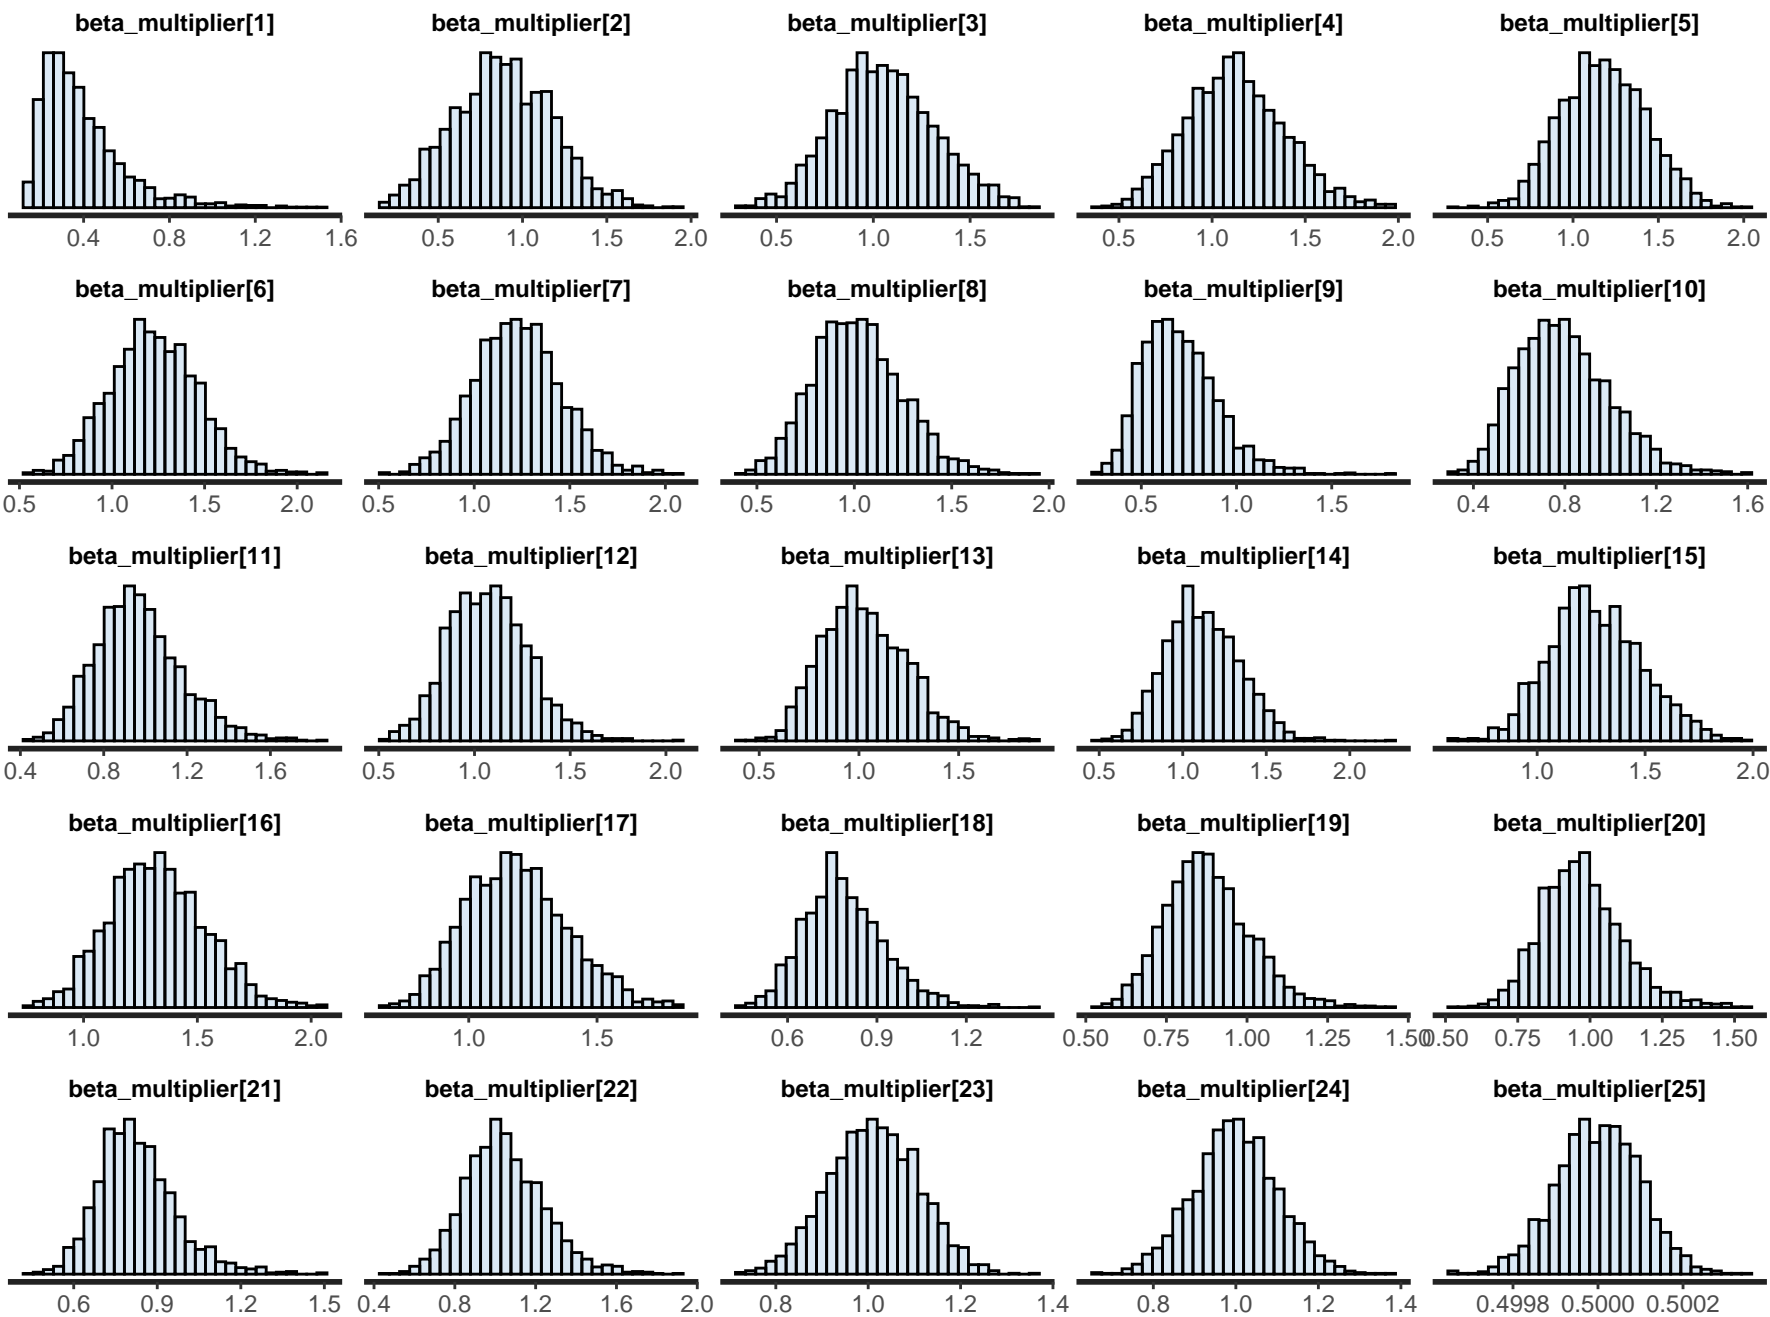 beta_multiplier[1] beta_multiplier[2] beta_multiplier[3] beta_multiplier[4] beta_multiplier[5]
0.4 0.8 1.2 1.6 0.5 1.0 1.5 2.0 0.5 1.0 1.5 0.5 1.0 1.5 2.0 0.5 1.0 1.5 2.0
beta_multiplier[6] beta_multiplier[7] beta_multiplier[8] beta_multiplier[9] beta_multiplier[10]
0.5 1.0 1.5 2.0 0.5 1.0 1.5 2.0 0.5 1.0 1.5 2.0 0.5 1.0 1.5 0.4 0.8 1.2 1.6
beta_multiplier[11] beta_multiplier[12] beta_multiplier[13] beta_multiplier[14] beta_multiplier[15]
0.4 0.8 1.2 1.6 0.5 1.0 1.5 2.0 0.5 1.0 1.5 0.5 1.0 1.5 2.0 1.0 1.5 2.0
beta_multiplier[16] beta_multiplier[17] beta_multiplier[18] beta_multiplier[19] beta_multiplier[20]
1.0 1.5 2.0 1.0 1.5 0.6 0.9 1.2 0.50 0.75 1.00 1.25 1.50 0.50 0.75 1.00 1.25 1.50
beta_multiplier[21] beta_multiplier[22] beta_multiplier[23] beta_multiplier[24] beta_multiplier[25]
0.6 0.9 1.2 1.5 0.4 0.8 1.2 1.6 2.0 0.8 1.0 1.2 1.4 0.8 1.0 1.2 1.4 0.4998 0.5000 0.5002